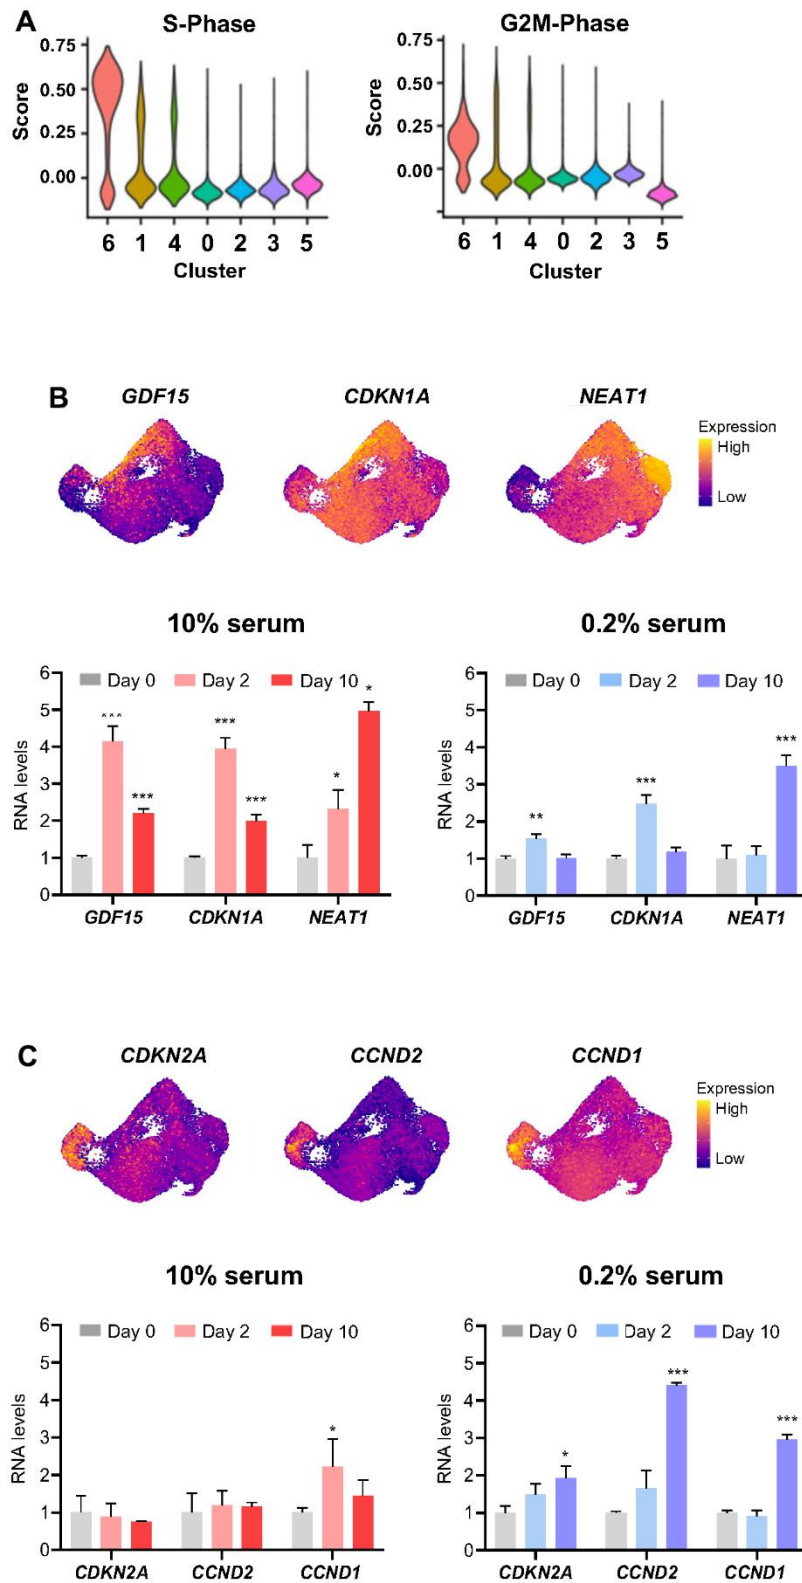 A
S-Phase
G2M-Phase
Score
0.75
0.50
0.25
0.00
6 1 4 0 2 3 5
Cluster
Score
0.75
0.25
0.00
6 1 4 0 2 3 5
Cluster
B
GDF15
CDKN1A
NEAT1
Expression
High
Low
10% serum
0.2% serum
Day 0 Day 2 Day 10
RNA levels
6
5
4
3
2
1
0
*** *** *** *** * *
GDF15 CDKN1A NEAT1
Day 0 Day 2 Day 10
RNA levels
6
5
4
3
2
1
0
** *** ***
GDF15 CDKN1A NEAT1
C
CDKN2A
CCND2
CCND1
Expression
High
Low
10% serum
0.2% serum
Day 0 Day 2 Day 10
RNA levels
6
5
4
3
2
1
0
*
CDKN2A CCND2 CCND1
Day 0 Day 2 Day 10
RNA levels
6
5
4
3
2
1
0
* *** ***
CDKN2A CCND2 CCND1